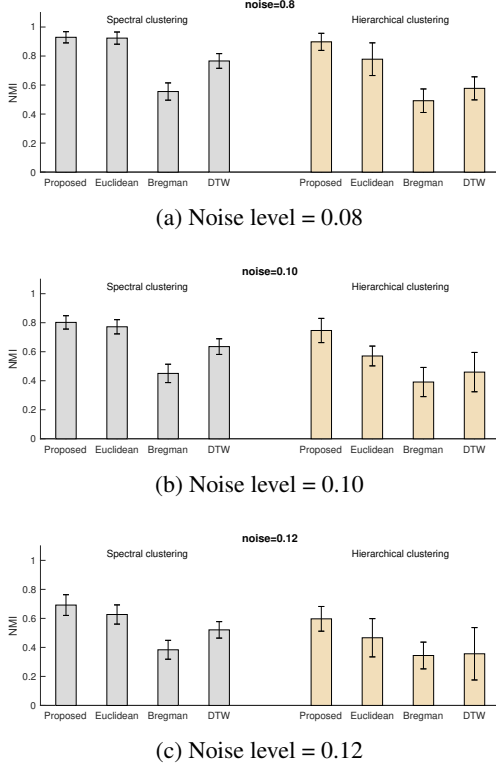 noise=0.8
Spectral clustering Hierarchical clustering
1
0.8
0.6
0.4
0.2
0
NMI
Proposed Euclidean Bregman DTW Proposed Euclidean Bregman DTW
(a) Noise level = 0.08
noise=0.10
Spectral clustering Hierarchical clustering
1
0.8
0.6
0.4
0.2
0
NMI
Proposed Euclidean Bregman DTW Proposed Euclidean Bregman DTW
(b) Noise level = 0.10
noise=0.12
Spectral clustering Hierarchical clustering
1
0.8
0.6
0.4
0.2
0
NMI
Proposed Euclidean Bregman DTW Proposed Euclidean Bregman DTW
(c) Noise level = 0.12